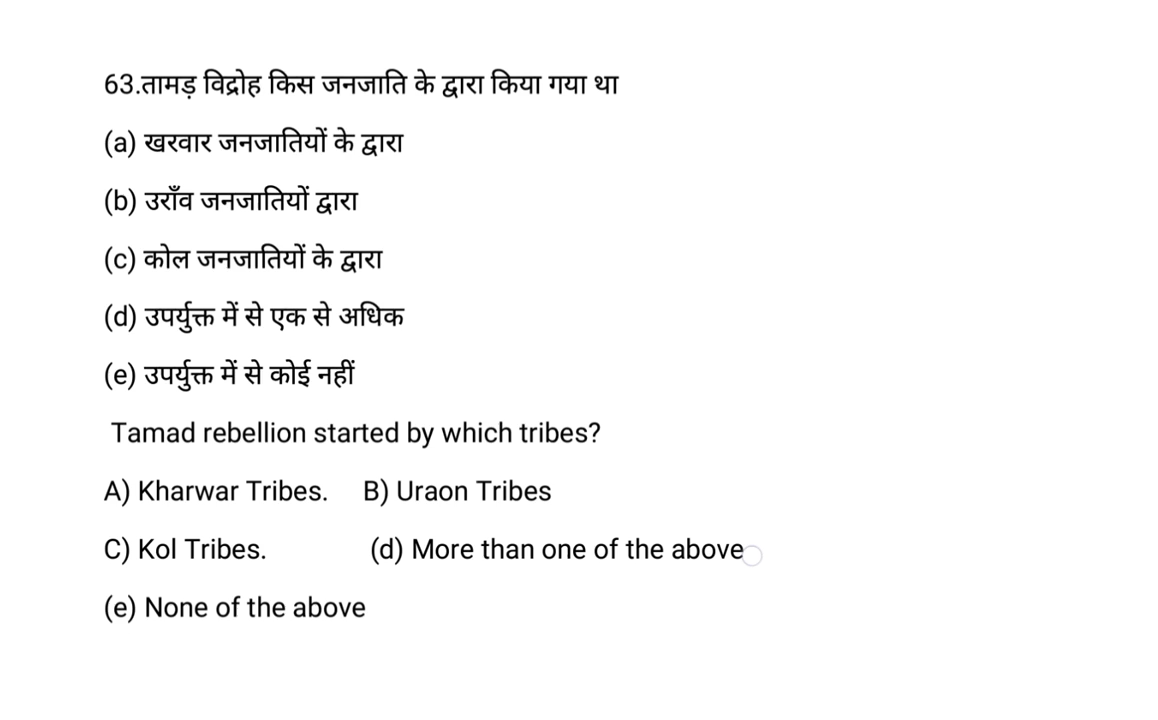 63.तामड़ विद्रोह किस जनजाति के द्वारा किया गया था
(a) खरवार जनजातियों के द्वारा
(b) उराँव जनजातियों द्वारा
(c) कोल जनजातियों के द्वारा
(d) उपर्युक्त में से एक से अधिक
(e) उपर्युक्त में से कोई नहीं
Tamad rebellion started by which tribes?
A) Kharwar Tribes. B) Uraon Tribes
C) Kol Tribes. (d) More than one of the above
(e) None of the above